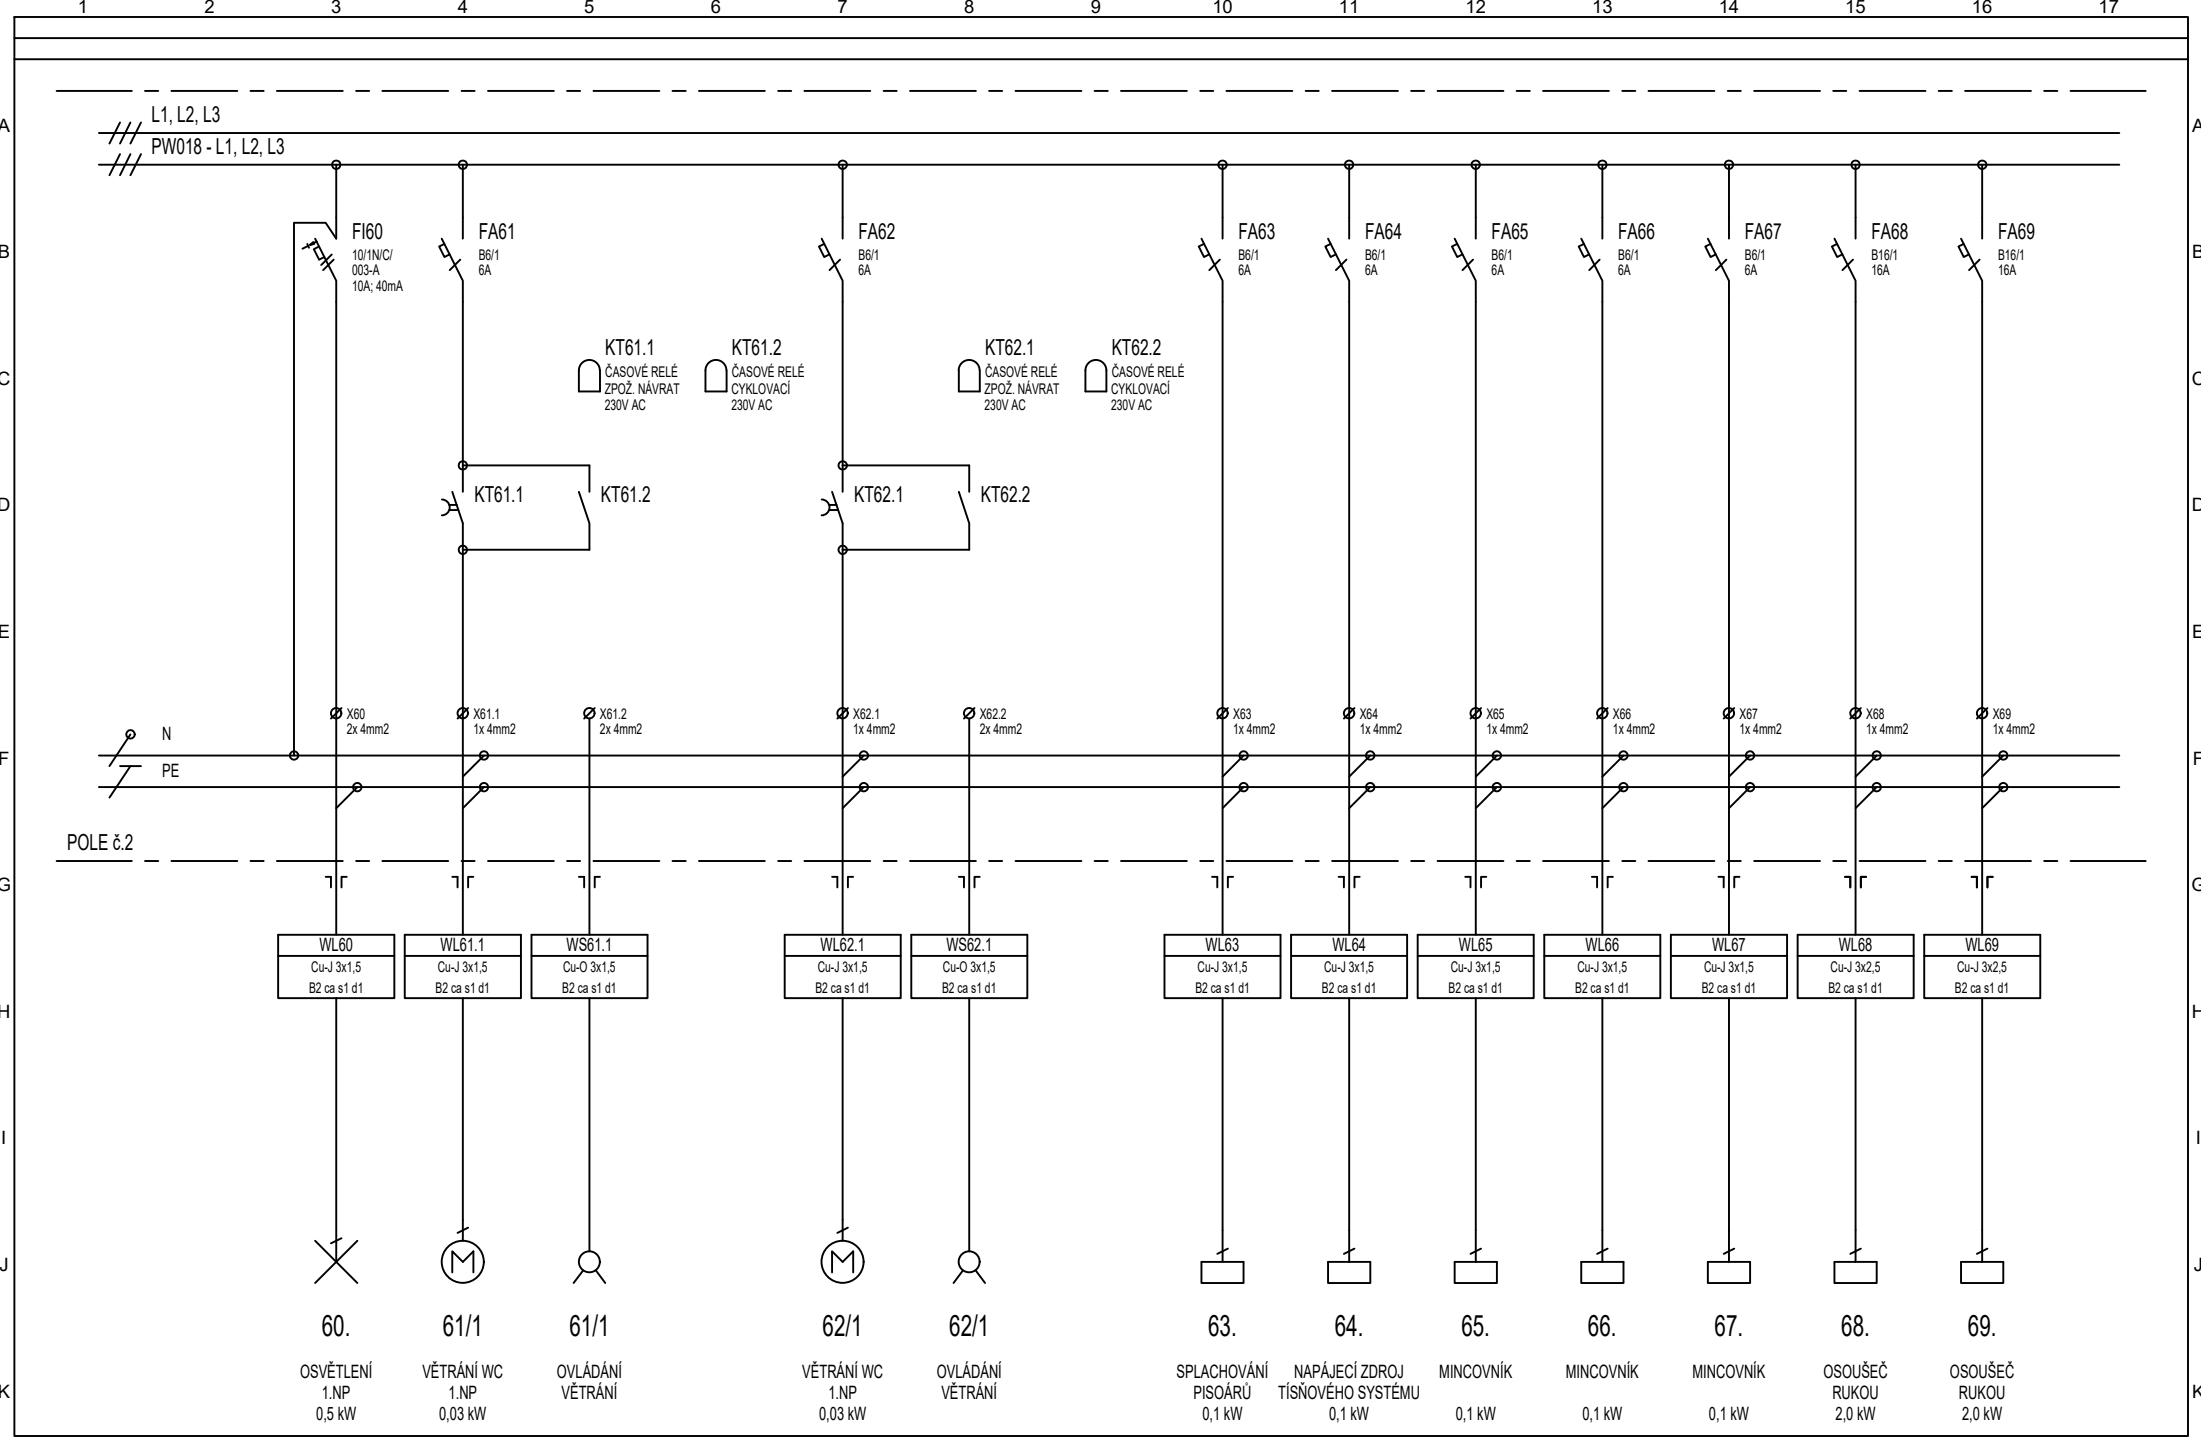 1 2 3 4 5 6 7 8 9 10 11 12 13 14 15 16 17
A A
L1, L2, L3
PW018 - L1, L2, L3
B B
FI60
10/1N/C/
003-A
10A; 40mA
FA61
B6/1
6A
FA62
B6/1
6A
FA63
B6/1
6A
FA64
B6/1
6A
FA65
B6/1
6A
FA66
B6/1
6A
FA67
B6/1
6A
FA68
B16/1
16A
FA69
B16/1
16A
C C
KT61.1
ČASOVÉ RELÉ
ZPOŽ. NÁVRAT
230V AC
KT61.2
ČASOVÉ RELÉ
CYKLOVACÍ
230V AC
KT62.1
ČASOVÉ RELÉ
ZPOŽ. NÁVRAT
230V AC
KT62.2
ČASOVÉ RELÉ
CYKLOVACÍ
230V AC
D D
KT61.1 KT61.2 KT62.1 KT62.2
E E
X60
2x 4mm2
X61.1
1x 4mm2
X61.2
2x 4mm2
X62.1
1x 4mm2
X62.2
2x 4mm2
X63
1x 4mm2
X64
1x 4mm2
X65
1x 4mm2
X66
1x 4mm2
X67
1x 4mm2
X68
1x 4mm2
X69
1x 4mm2
N
F F
PE
POLE č.2
G G
WL60
Cu-J 3x1,5
B2 ca s1 d1
WL61.1
Cu-J 3x1,5
B2 ca s1 d1
WS61.1
Cu-O 3x1,5
B2 ca s1 d1
WL62.1
Cu-J 3x1,5
B2 ca s1 d1
WS62.1
Cu-O 3x1,5
B2 ca s1 d1
WL63
Cu-J 3x1,5
B2 ca s1 d1
WL64
Cu-J 3x1,5
B2 ca s1 d1
WL65
Cu-J 3x1,5
B2 ca s1 d1
WL66
Cu-J 3x1,5
B2 ca s1 d1
WL67
Cu-J 3x1,5
B2 ca s1 d1
WL68
Cu-J 3x2,5
B2 ca s1 d1
WL69
Cu-J 3x2,5
B2 ca s1 d1
H H
I I
J J
M M
60.
OSVĚTLENÍ
1.NP
0,5 kW
61/1
VĚTRÁNÍ WC
1.NP
0,03 kW
61/1
OVLÁDÁNÍ
VĚTRÁNÍ
62/1
VĚTRÁNÍ WC
1.NP
0,03 kW
62/1
OVLÁDÁNÍ
VĚTRÁNÍ
63.
SPLACHOVÁNÍ
PISOÁRŮ
0,1 kW
64.
NAPÁJECÍ ZDROJ
TÍSŇOVÉHO SYSTÉMU
0,1 kW
65.
MINCOVNÍK
0,1 kW
66.
MINCOVNÍK
0,1 kW
67.
MINCOVNÍK
0,1 kW
68.
OSOUŠEČ
RUKOU
2,0 kW
69.
OSOUŠEČ
RUKOU
2,0 kW
K K